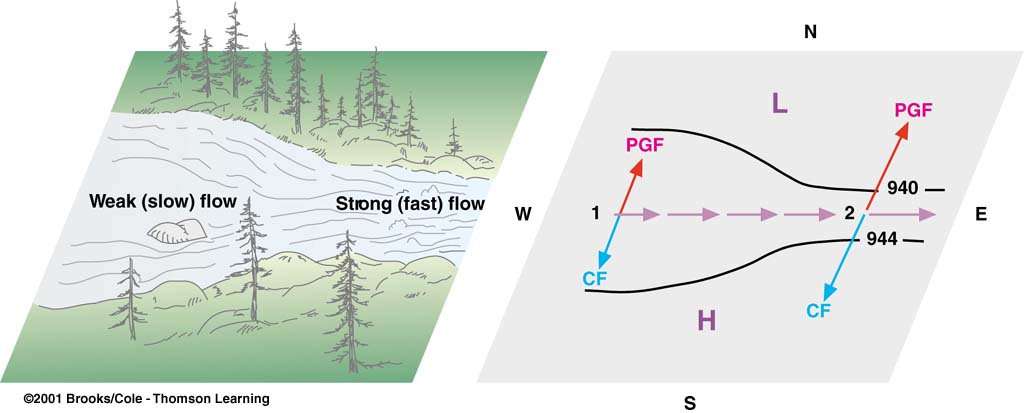 Weak (slow) flow
Strong (fast) flow
©2001 Brooks/Cole - Thomson Learning
N
L
PGF
PGF
940
W
1
2
E
944
CF
CF
H
S